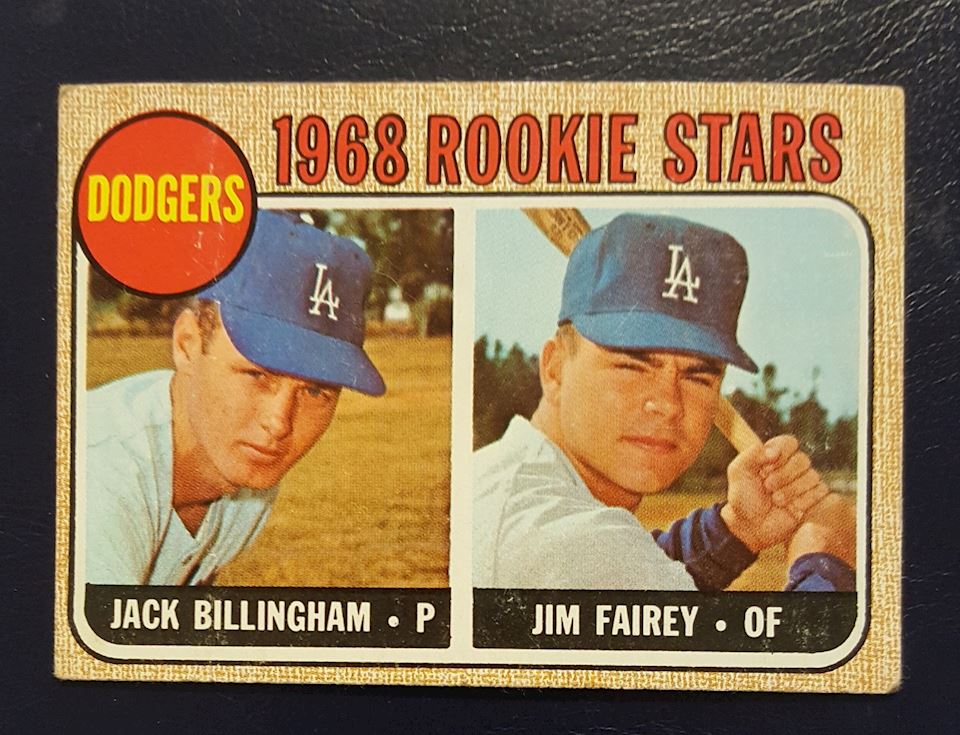 1968 ROOKIE STARS
DODGERS
LA
LA
JACK BILLINGHAM • P
JIM FAIREY • OF